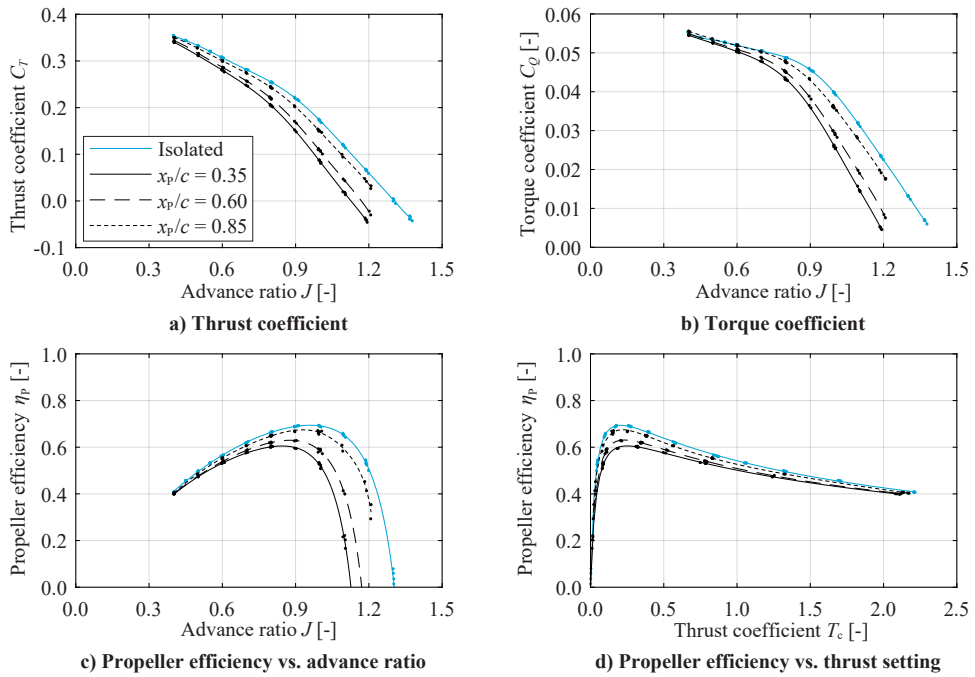 Thrust coefficient C_T [-]
0.4
0.3
0.2
0.1
0.0
-0.1
Isolated
x_P/c = 0.35
x_P/c = 0.60
x_P/c = 0.85
0.0 0.3 0.6 0.9 1.2 1.5
Advance ratio J [-]
a) Thrust coefficient
Torque coefficient C_Q [-]
0.06
0.05
0.04
0.03
0.02
0.01
0.00
0.0 0.3 0.6 0.9 1.2 1.5
Advance ratio J [-]
b) Torque coefficient
Propeller efficiency η_P [-]
1.0
0.8
0.6
0.4
0.2
0.0
0.0 0.3 0.6 0.9 1.2 1.5
Advance ratio J [-]
c) Propeller efficiency vs. advance ratio
Propeller efficiency η_P [-]
1.0
0.8
0.6
0.4
0.2
0.0
0.0 0.5 1.0 1.5 2.0 2.5
Thrust coefficient T_c [-]
d) Propeller efficiency vs. thrust setting